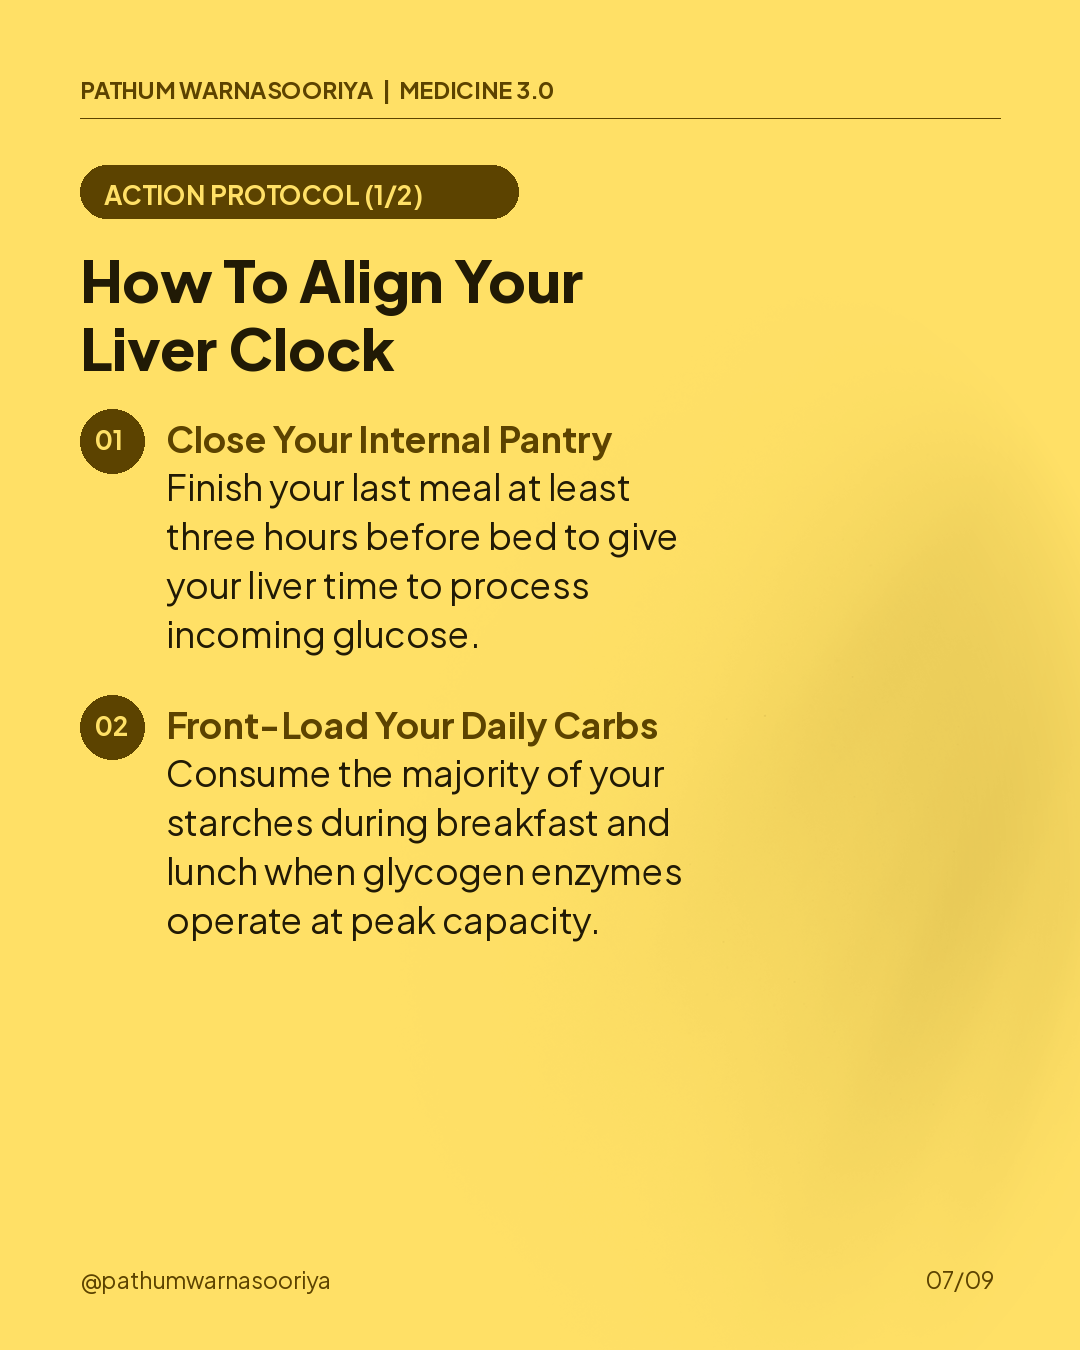 PATHUM WARNASOORIYA | MEDICINE 3.0
ACTION PROTOCOL (1/2)
How To Align Your
Liver Clock
01 Close Your Internal Pantry
Finish your last meal at least
three hours before bed to give
your liver time to process
incoming glucose.
02 Front-Load Your Daily Carbs
Consume the majority of your
starches during breakfast and
lunch when glycogen enzymes
operate at peak capacity.
@pathumwarnasooriya 07/09